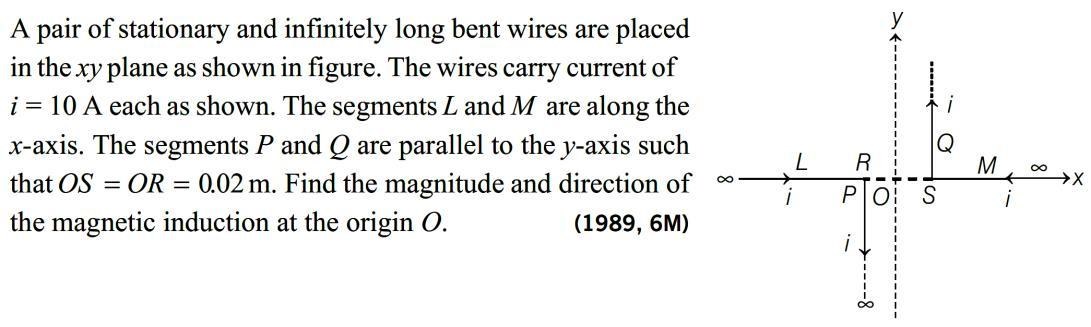 A pair of stationary and infinitely long bent wires are placed
in the xy plane as shown in figure. The wires carry current of
i = 10 A each as shown. The segments L and M are along the
x-axis. The segments P and Q are parallel to the y-axis such
that OS = OR = 0.02 m. Find the magnitude and direction of
the magnetic induction at the origin O. (1989, 6M)
y
i
Q
L R M ∞
∞ x
i P O S i
i
∞